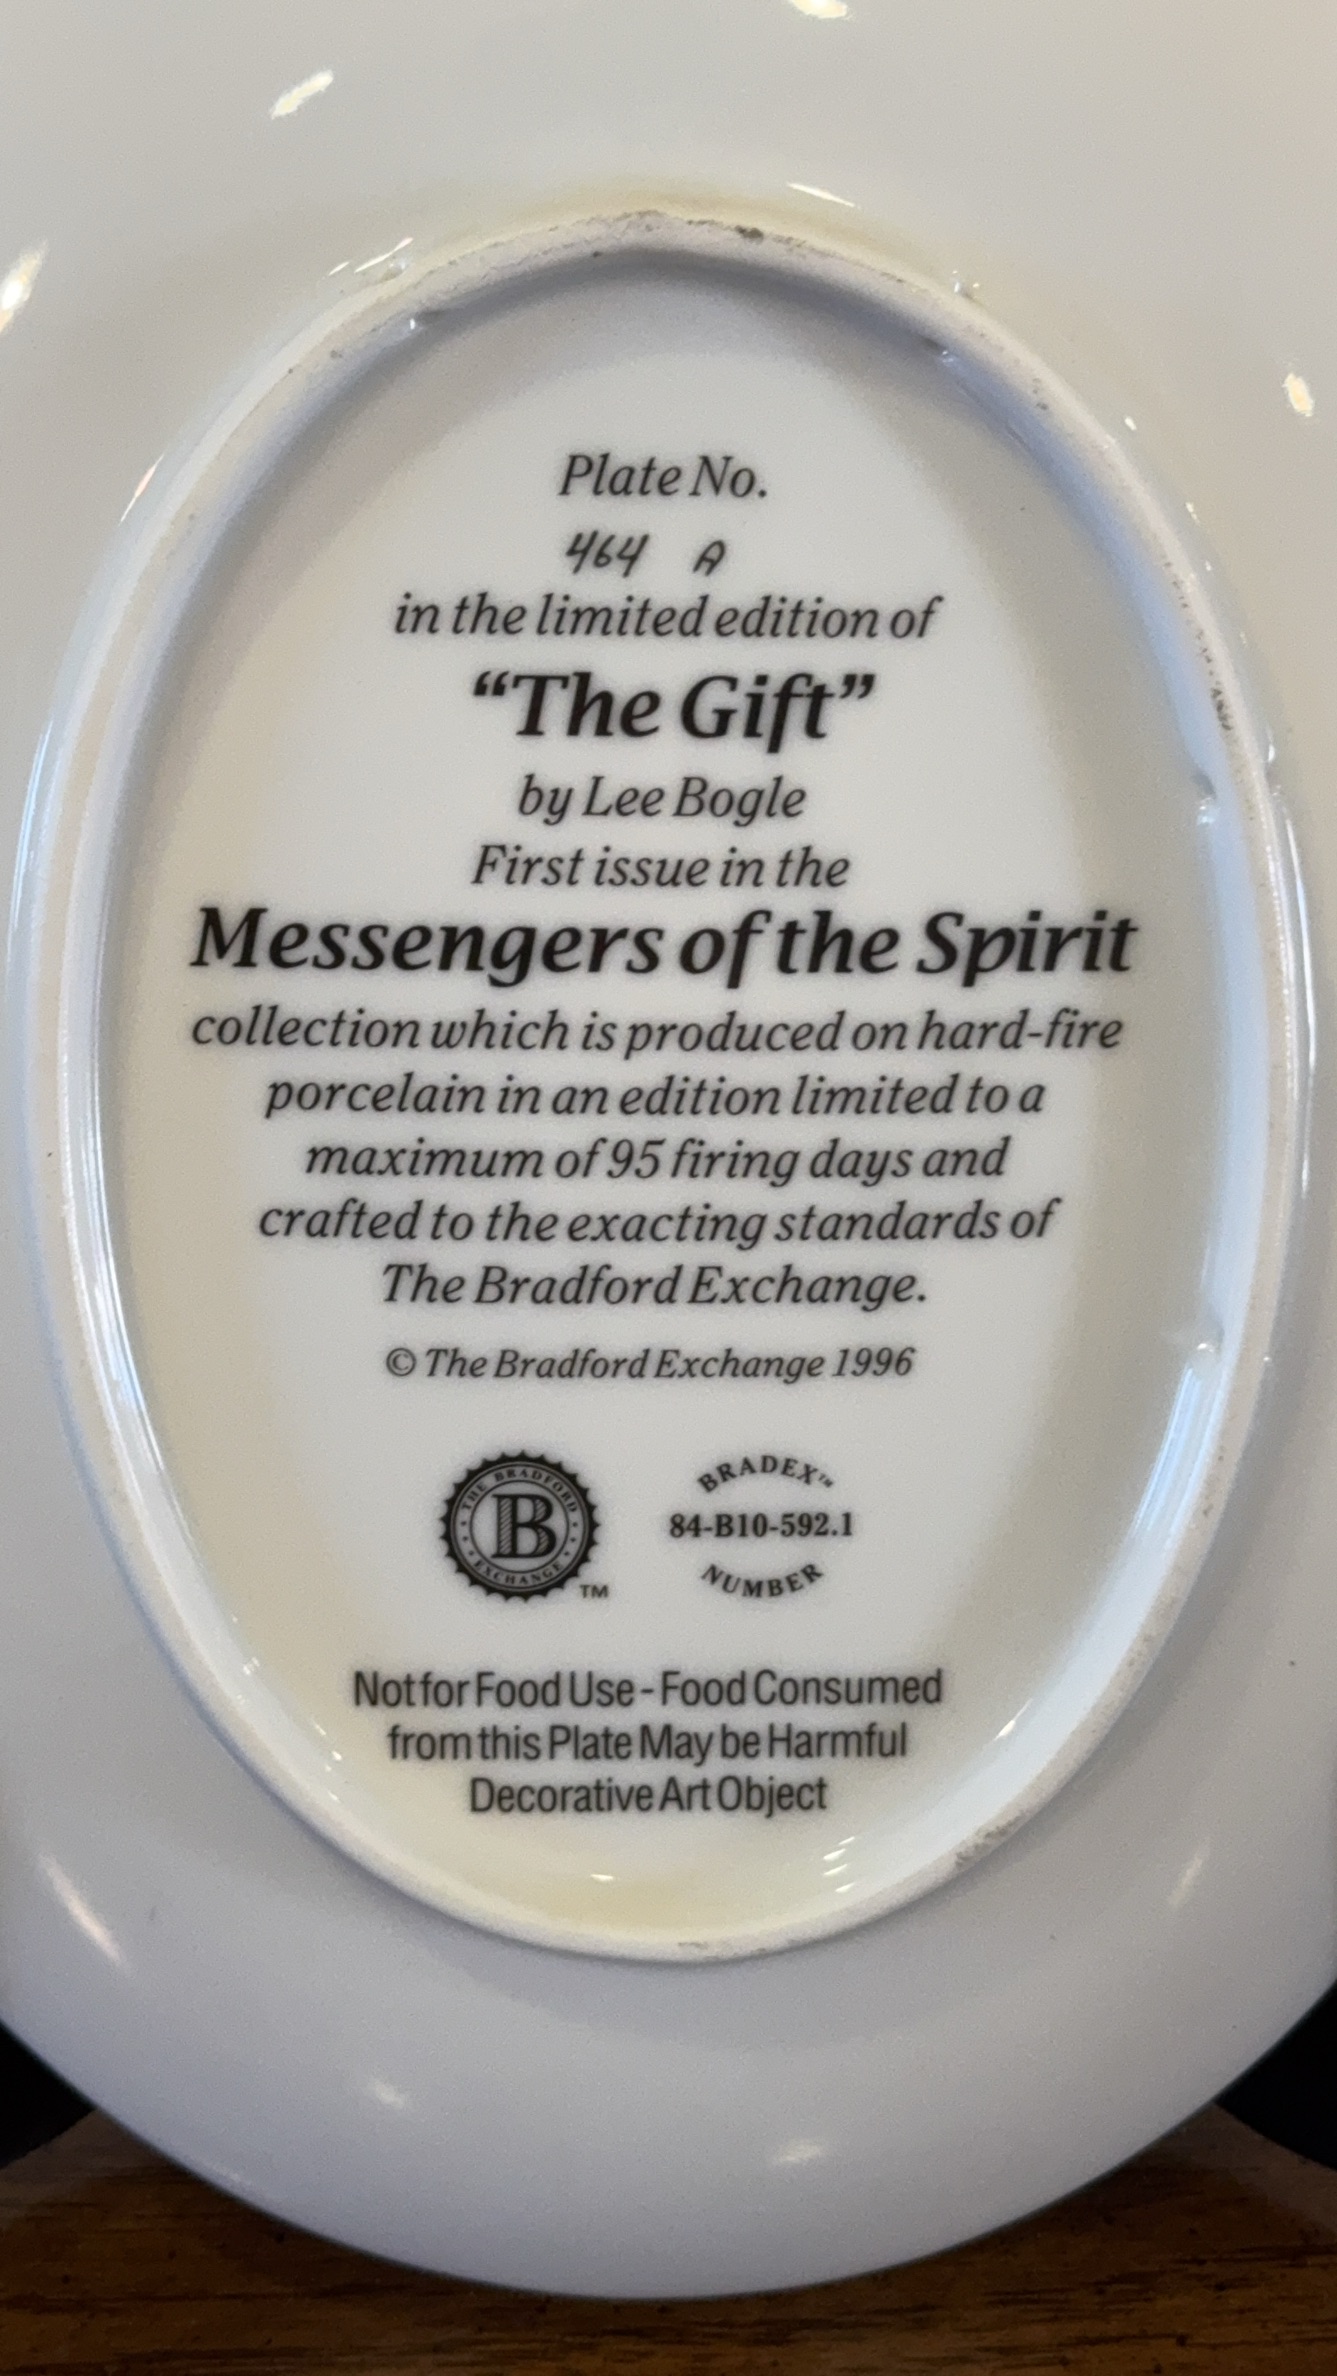 Plate No.
464 A
in the limited edition of
“The Gift”
by Lee Bogle
First issue in the
Messengers of the Spirit
collection which is produced on hard-fire
porcelain in an edition limited to a
maximum of 95 firing days and
crafted to the exacting standards of
The Bradford Exchange.
© The Bradford Exchange 1996
THE BRADFORD
B
EXCHANGE
TM
BRADEX™
84-B10-592.1
NUMBER
Not for Food Use - Food Consumed
from this Plate May be Harmful
Decorative Art Object